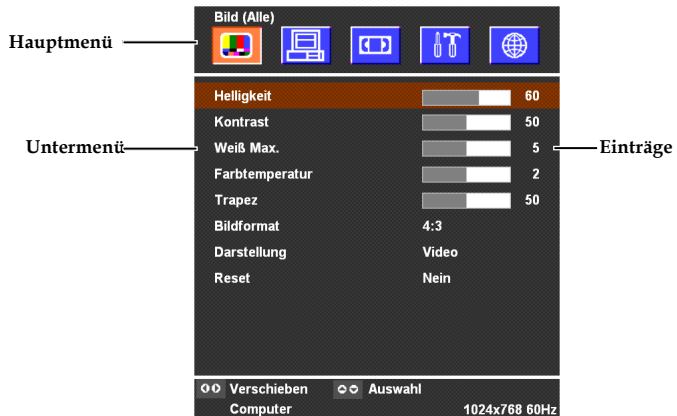 Bild (Alle)
Hauptmenü
Helligkeit 60
Kontrast 50
Untermenü Weiß Max. 5 Einträge
Farbtemperatur 2
Trapez 50
Bildformat 4:3
Darstellung Video
Reset Nein
Verschieben Auswahl
Computer 1024x768 60Hz